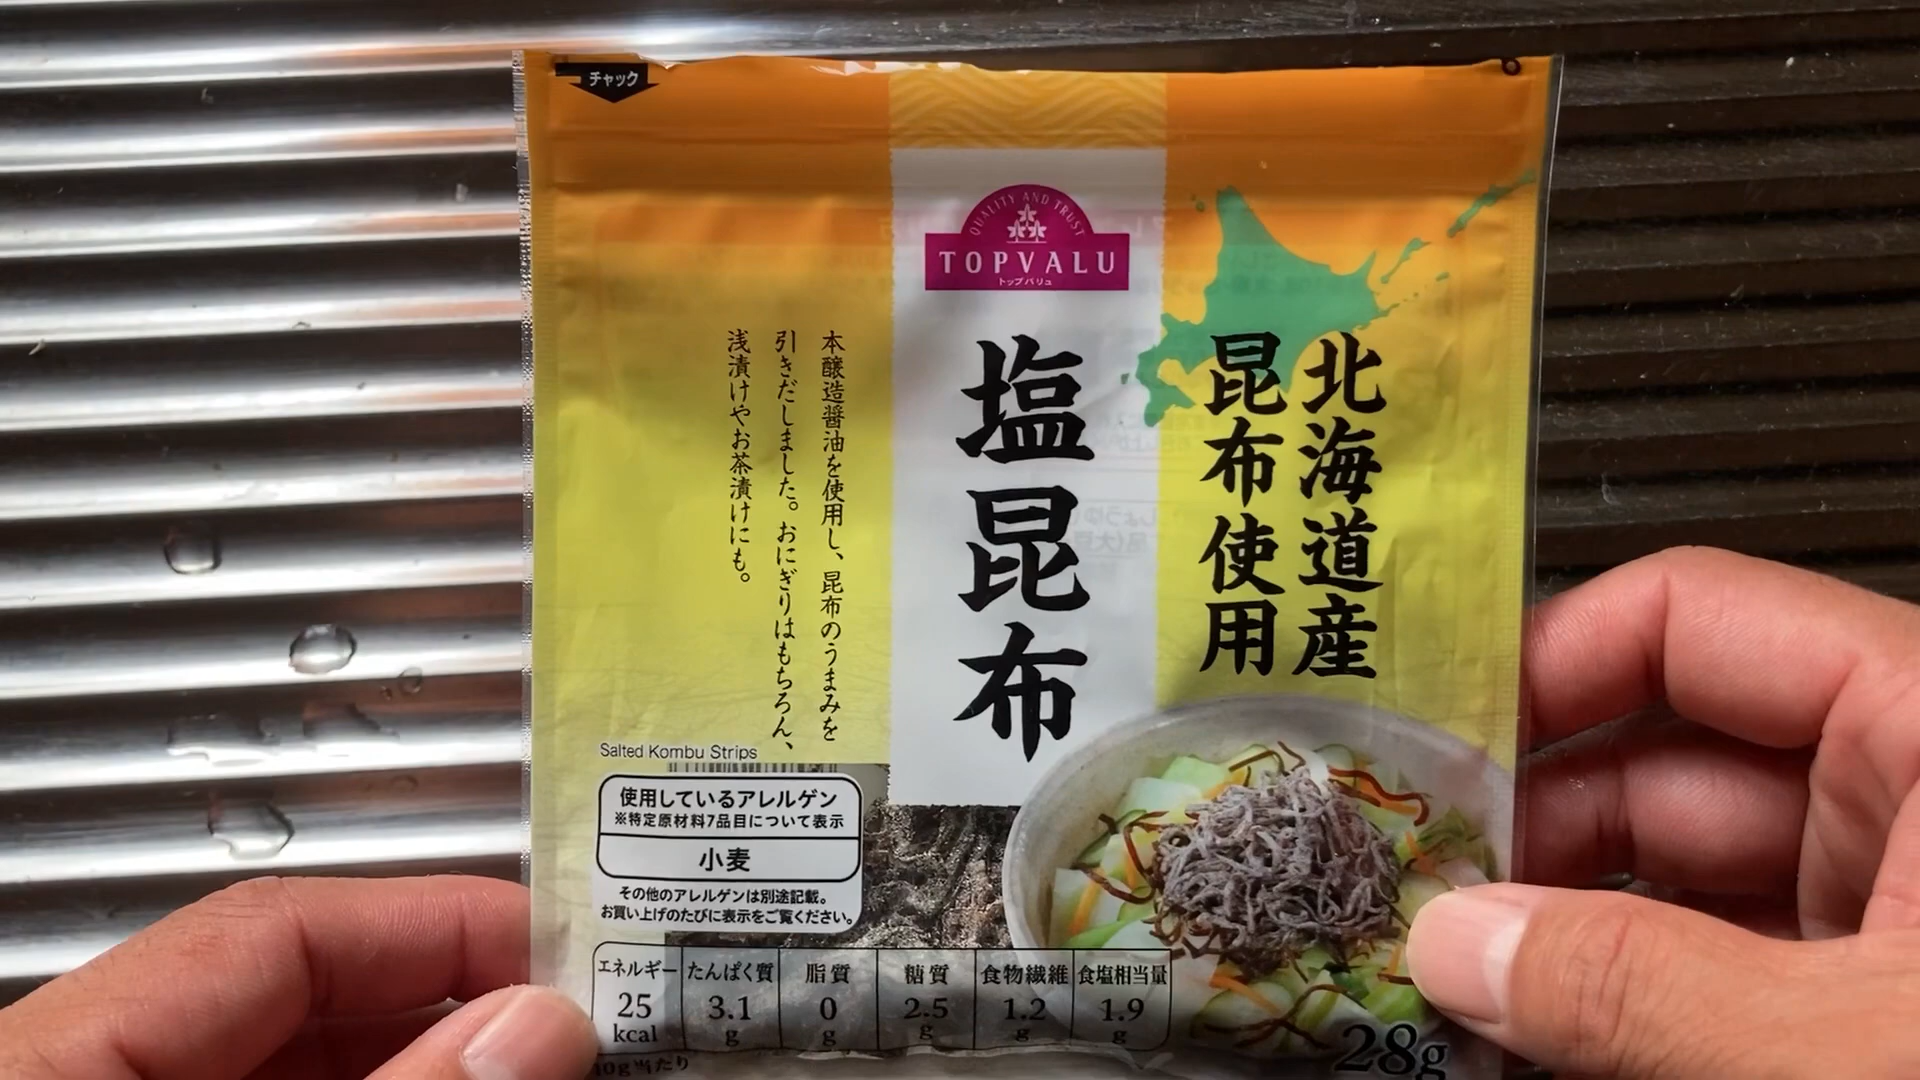 チャック
QUALITY AND TRUST
TOPVALU
トップバリュ
北海道産
昆布使用
塩昆布
本醸造醤油を使用し、昆布のうまみを
引きだしました。おにぎりはもちろん、
浅漬けやお茶漬けにも。
Salted Kombu Strips
使用しているアレルゲン
※特定原材料7品目について表示
小麦
その他のアレルゲンは別途記載。
お買い上げのたびに表示をご覧ください。
エネルギー たんぱく質 脂質 糖質 食物繊維 食塩相当量
25 3.1 0 2.5 1.2 1.9
kcal g g g g g
10g当たり
28g